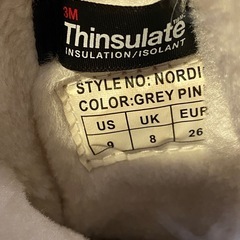 3M
Thinsulate
INSULATION/ISOLANT
STYLE NO: NORDI
COLOR:GREY PIN
US UK EUR
9 8 26